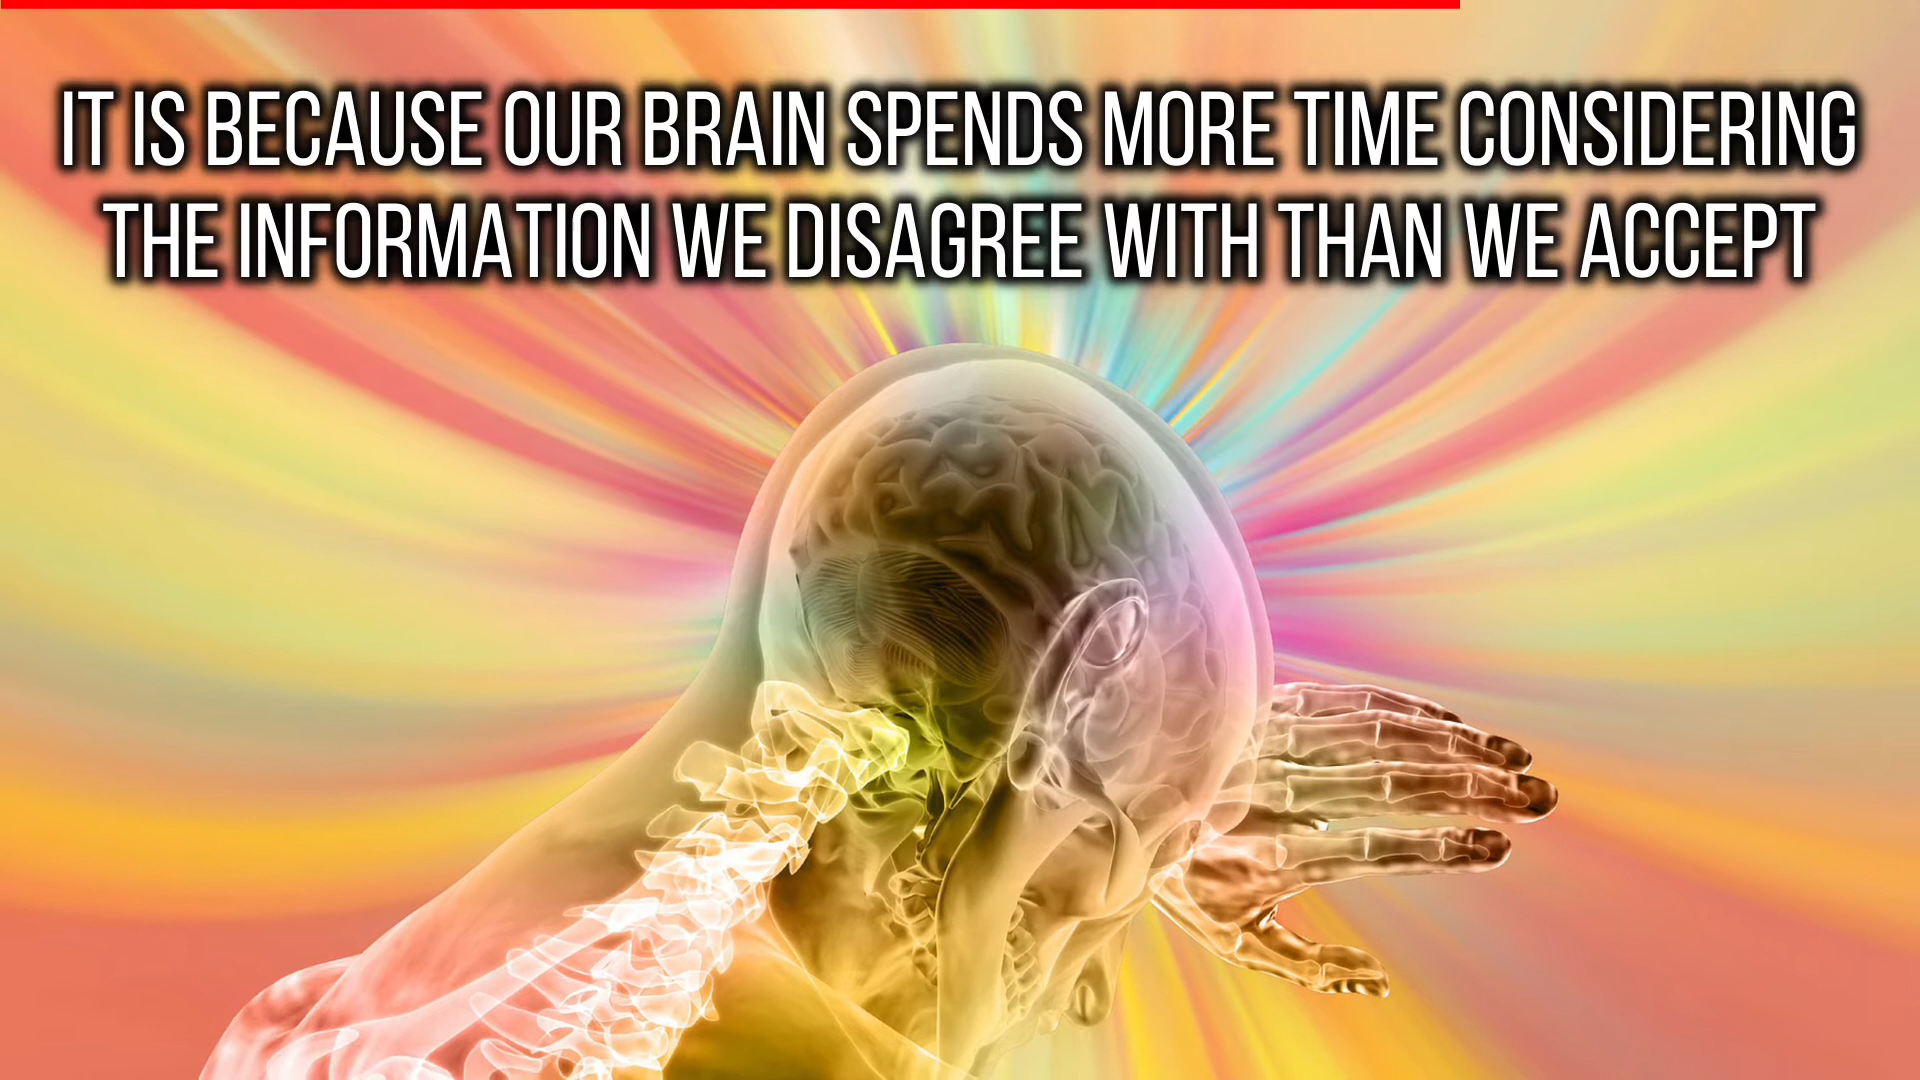 IT IS BECAUSE OUR BRAIN SPENDS MORE TIME CONSIDERING
THE INFORMATION WE DISAGREE WITH THAN WE ACCEPT